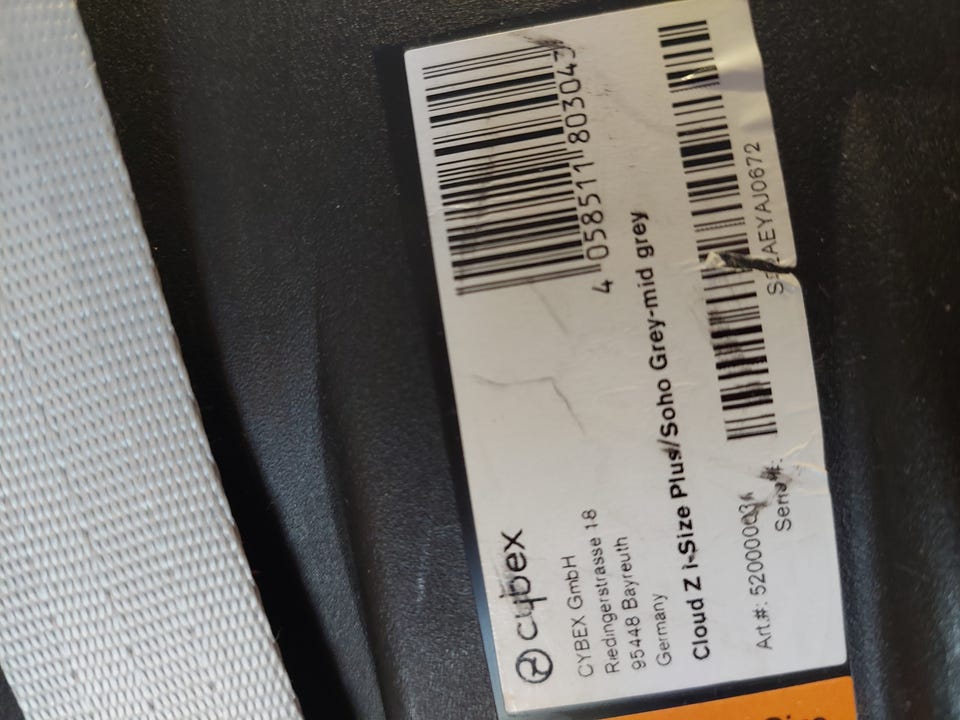 cybex
CYBEX GmbH
Riedingerstrasse 18
95448 Bayreuth
Germany
4 058511 803043
Cloud Z i-Size Plus/Soho Grey-mid grey
Art.#:
Serial #: